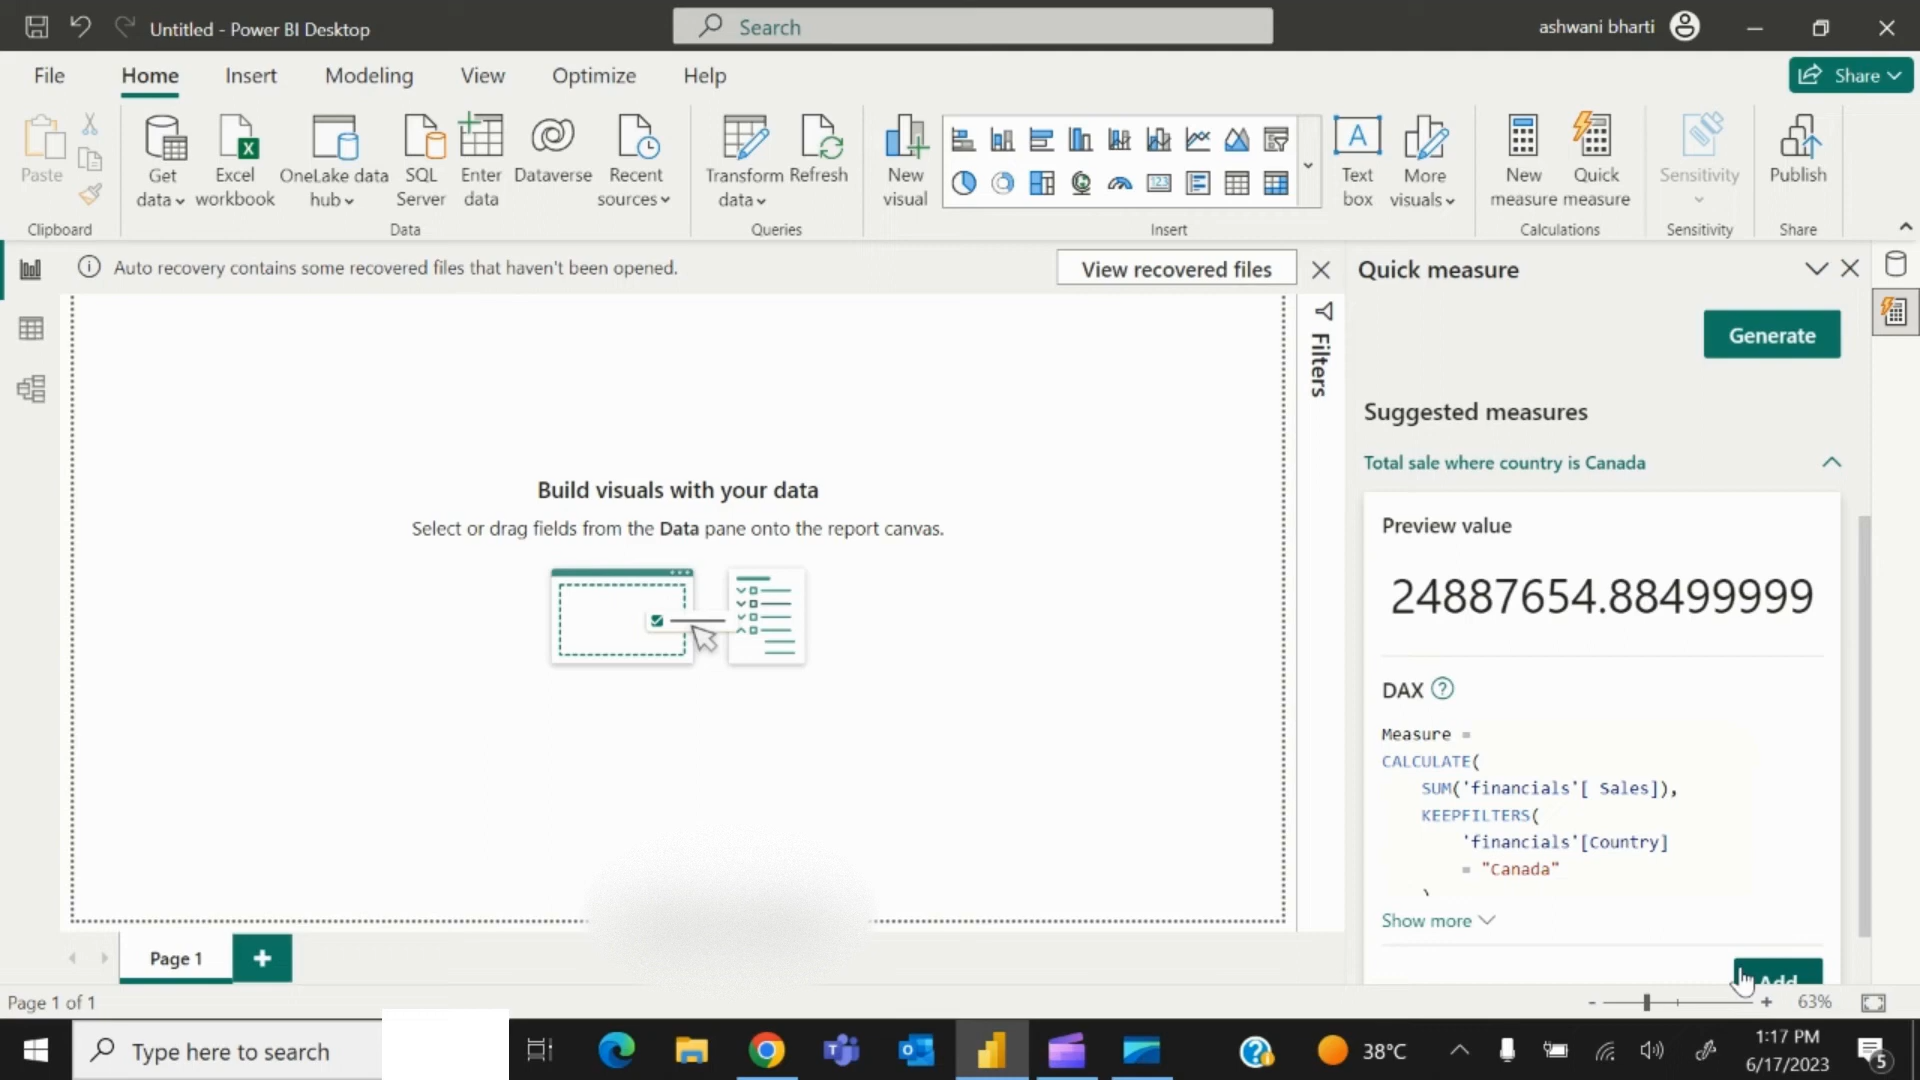 Untitled - Power BI Desktop
Search
ashwani bharti
File Home Insert Modeling View Optimize Help
Share
Paste
Get data
Excel workbook
OneLake data hub
SQL Server
Enter data
Dataverse
Recent sources
Transform data
Refresh
New visual
123
A
Text box
More visuals
New measure
Quick measure
Sensitivity
Publish
Clipboard
Data
Queries
Insert
Calculations
Sensitivity
Share
Auto recovery contains some recovered files that haven't been opened.
View recovered files
Filters
Build visuals with your data
Select or drag fields from the Data pane onto the report canvas.
Quick measure
Generate
Suggested measures
Total sale where country is Canada
Preview value
24887654.88499999
DAX ?
Measure =
CALCULATE(
SUM('financials'[ Sales]),
KEEPFILTERS(
'financials'[Country]
= "Canada"
)
Show more
Add
Page 1
+
Page 1 of 1
- + 63%
Type here to search
38°C
1:17 PM
6/17/2023
5